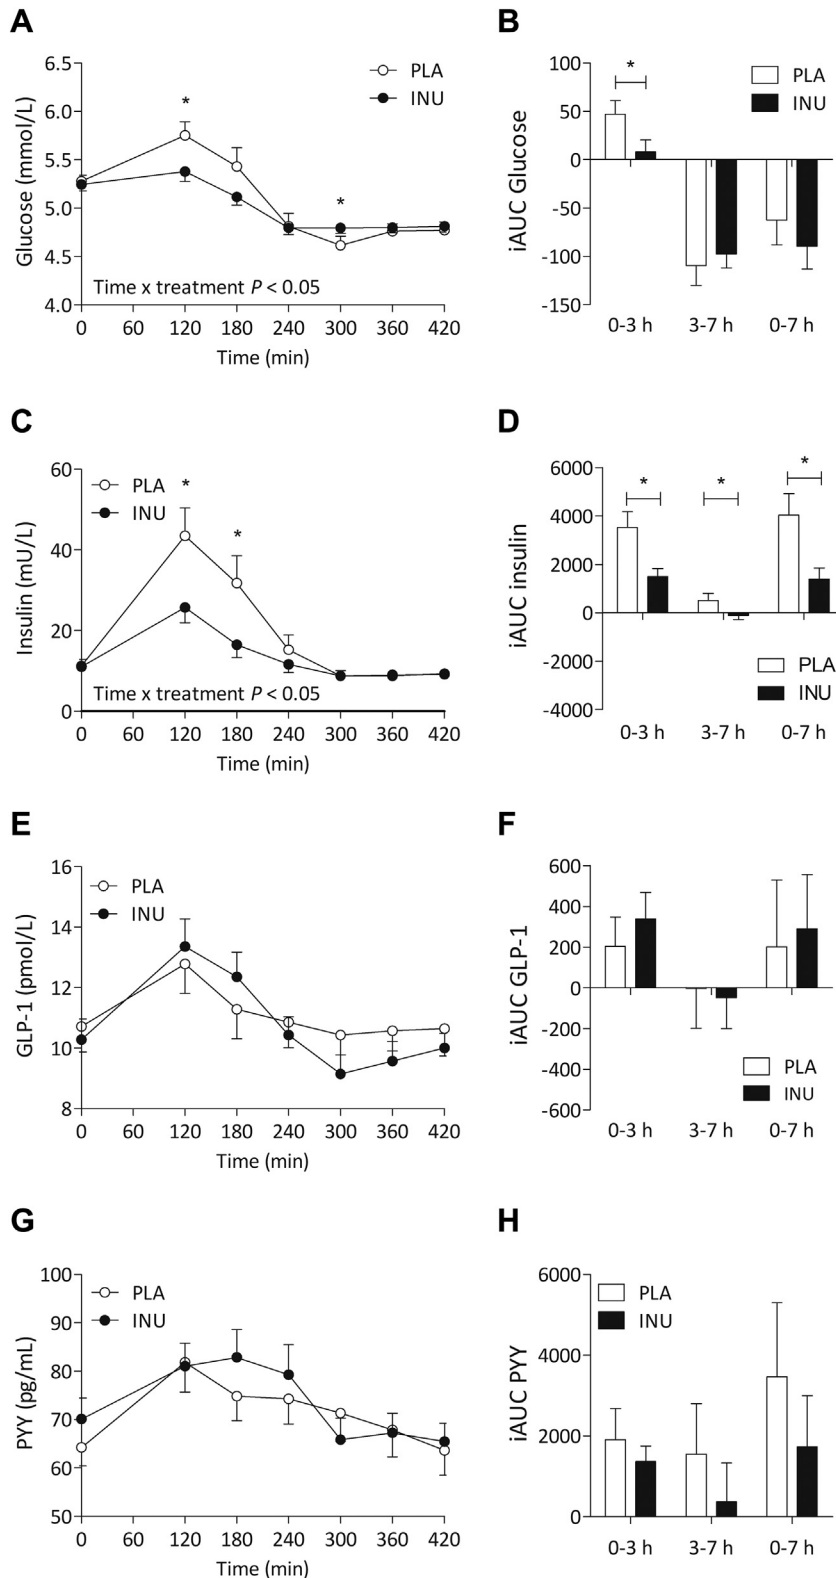 A
Glucose (mmol/L)
6.5
6.0
5.5
5.0
4.5
4.0
PLA
INU
*
*
Time x treatment P < 0.05
0 60 120 180 240 300 360 420
Time (min)
B
iAUC Glucose
100
50
0
-50
-100
-150
*
PLA
INU
0-3 h 3-7 h 0-7 h
C
Insulin (mU/L)
60
40
20
0
PLA
INU
*
*
Time x treatment P < 0.05
0 60 120 180 240 300 360 420
Time (min)
D
iAUC insulin
6000
4000
2000
0
-2000
-4000
*
*
*
PLA
INU
0-3 h 3-7 h 0-7 h
E
GLP-1 (pmol/L)
16
14
12
10
8
PLA
INU
0 60 120 180 240 300 360 420
Time (min)
F
iAUC GLP-1
600
400
200
0
-200
-400
-600
PLA
INU
0-3 h 3-7 h 0-7 h
G
PYY (pg/mL)
100
90
80
70
60
50
PLA
INU
0 60 120 180 240 300 360 420
Time (min)
H
iAUC PYY
6000
4000
2000
0
PLA
INU
0-3 h 3-7 h 0-7 h